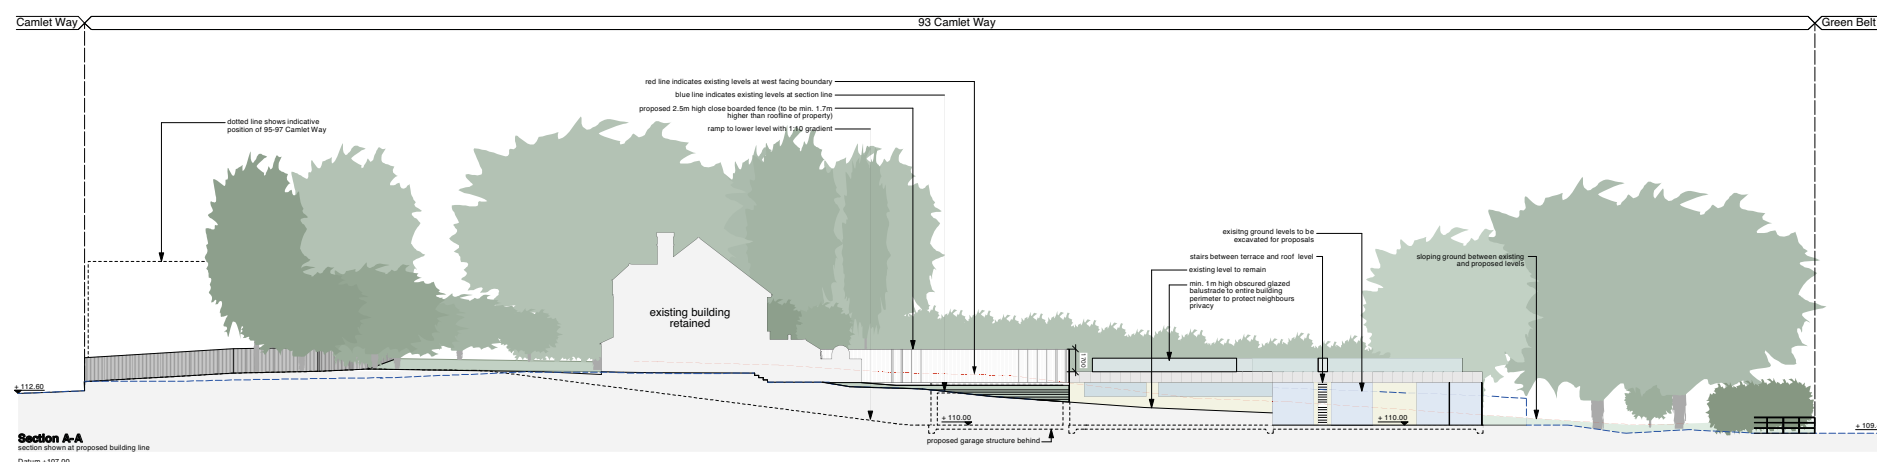 Camlet Way
93 Camlet Way
Green Belt
red line indicates existing levels at west facing boundary
blue line indicates existing levels at section line
proposed 2.5m high close boarded fence (to be min. 1.7m
higher than roofline of property)
ramp to lower level with 1:10 gradient
dotted line shows indicative
position of 95-97 Camlet Way
exisitng ground levels to be
excavated for proposals
stairs between terrace and roof level
existing level to remain
min. 1m high obscured glazed
balustrade to entire building
perimeter to protect neighbours
privacy
sloping ground between existing
and proposed levels
existing building
retained
1700
+ 112.60
+ 110.00
+ 110.00
+ 109.
proposed garage structure behind
Section A-A
section shown at proposed building line
Datum +107.00